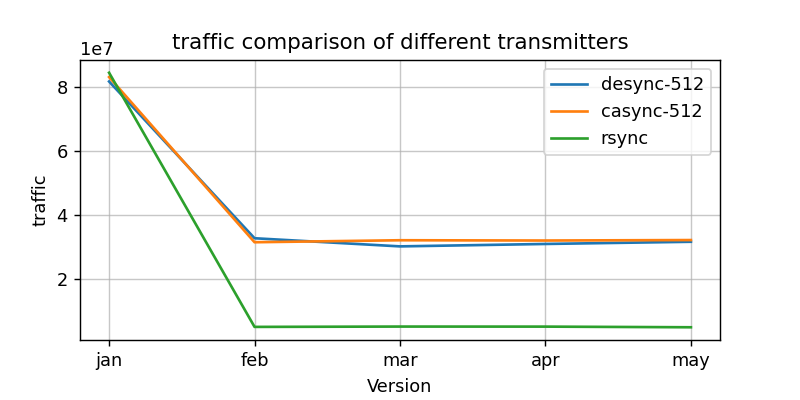 traffic comparison of different transmitters
1e7
desync-512
casync-512
rsync
8
6
4
2
traffic
jan feb mar apr may
Version